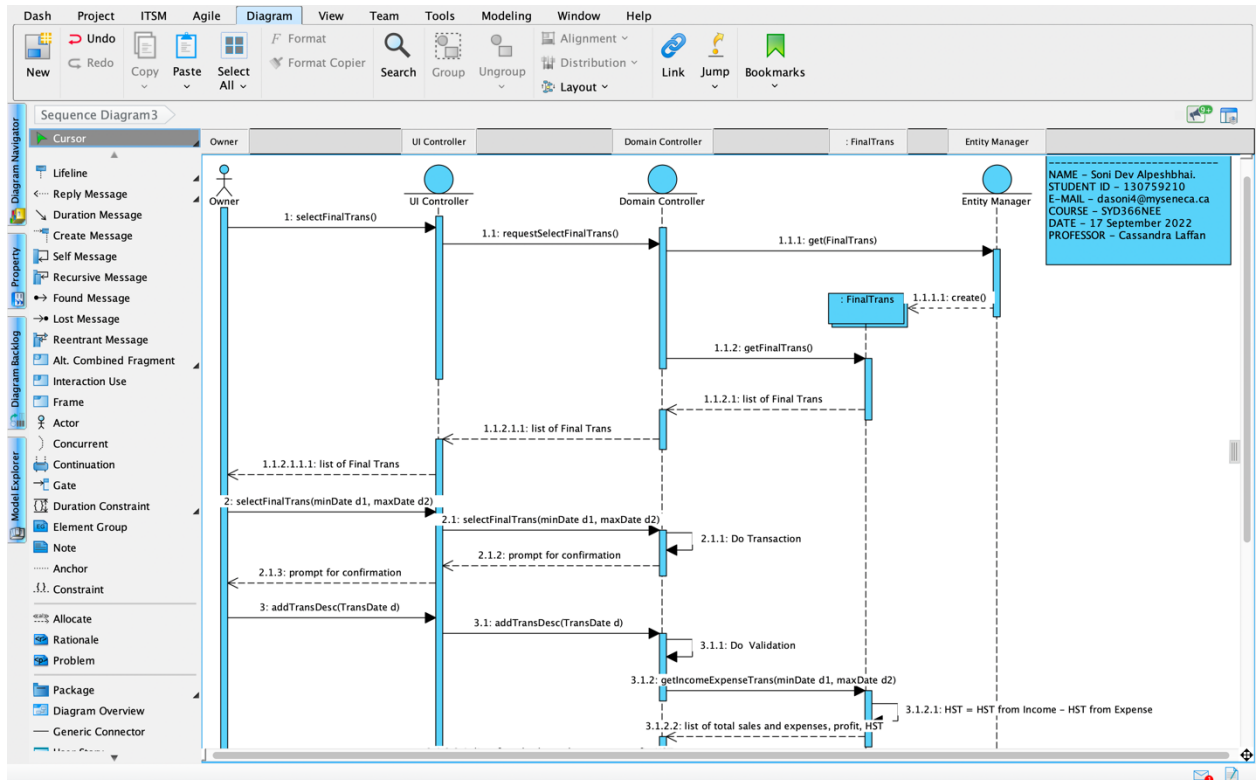 Dash Project ITSM Agile Diagram View Team Tools Modeling Window Help
New
Undo
Redo
Copy
Paste
Select All
Format
Format Copier
Search
Group
Ungroup
Alignment
Distribution
Layout
Link
Jump
Bookmarks
Sequence Diagram3
Diagram Navigator
Property
Diagram Backlog
Model Explorer
Cursor
Lifeline
Reply Message
Duration Message
Create Message
Self Message
Recursive Message
Found Message
Lost Message
Reentrant Message
Alt. Combined Fragment
Interaction Use
Frame
Actor
Concurrent
Continuation
Gate
Duration Constraint
Element Group
Note
Anchor
Constraint
Allocate
Rationale
Problem
Package
Diagram Overview
Generic Connector
Owner
UI Controller
Domain Controller
: FinalTrans
Entity Manager
Owner
UI Controller
Domain Controller
Entity Manager
NAME – Soni Dev Alpeshbhai.
STUDENT ID – 130759210
E-MAIL – dasoni4@myseneca.ca
COURSE – SYD366NEE
DATE – 17 September 2022
PROFESSOR – Cassandra Laffan
1: selectFinalTrans()
1.1: requestSelectFinalTrans()
1.1.1: get(FinalTrans)
: FinalTrans
1.1.1.1: create()
1.1.2: getFinalTrans()
1.1.2.1: list of Final Trans
1.1.2.1.1: list of Final Trans
1.1.2.1.1.1: list of Final Trans
2: selectFinalTrans(minDate d1, maxDate d2)
2.1: selectFinalTrans(minDate d1, maxDate d2)
2.1.1: Do Transaction
2.1.2: prompt for confirmation
2.1.3: prompt for confirmation
3: addTransDesc(TransDate d)
3.1: addTransDesc(TransDate d)
3.1.1: Do Validation
3.1.2: getIncomeExpenseTrans(minDate d1, maxDate d2)
3.1.2.1: HST = HST from Income – HST from Expense
3.1.2.2: list of total sales and expenses, profit, HST